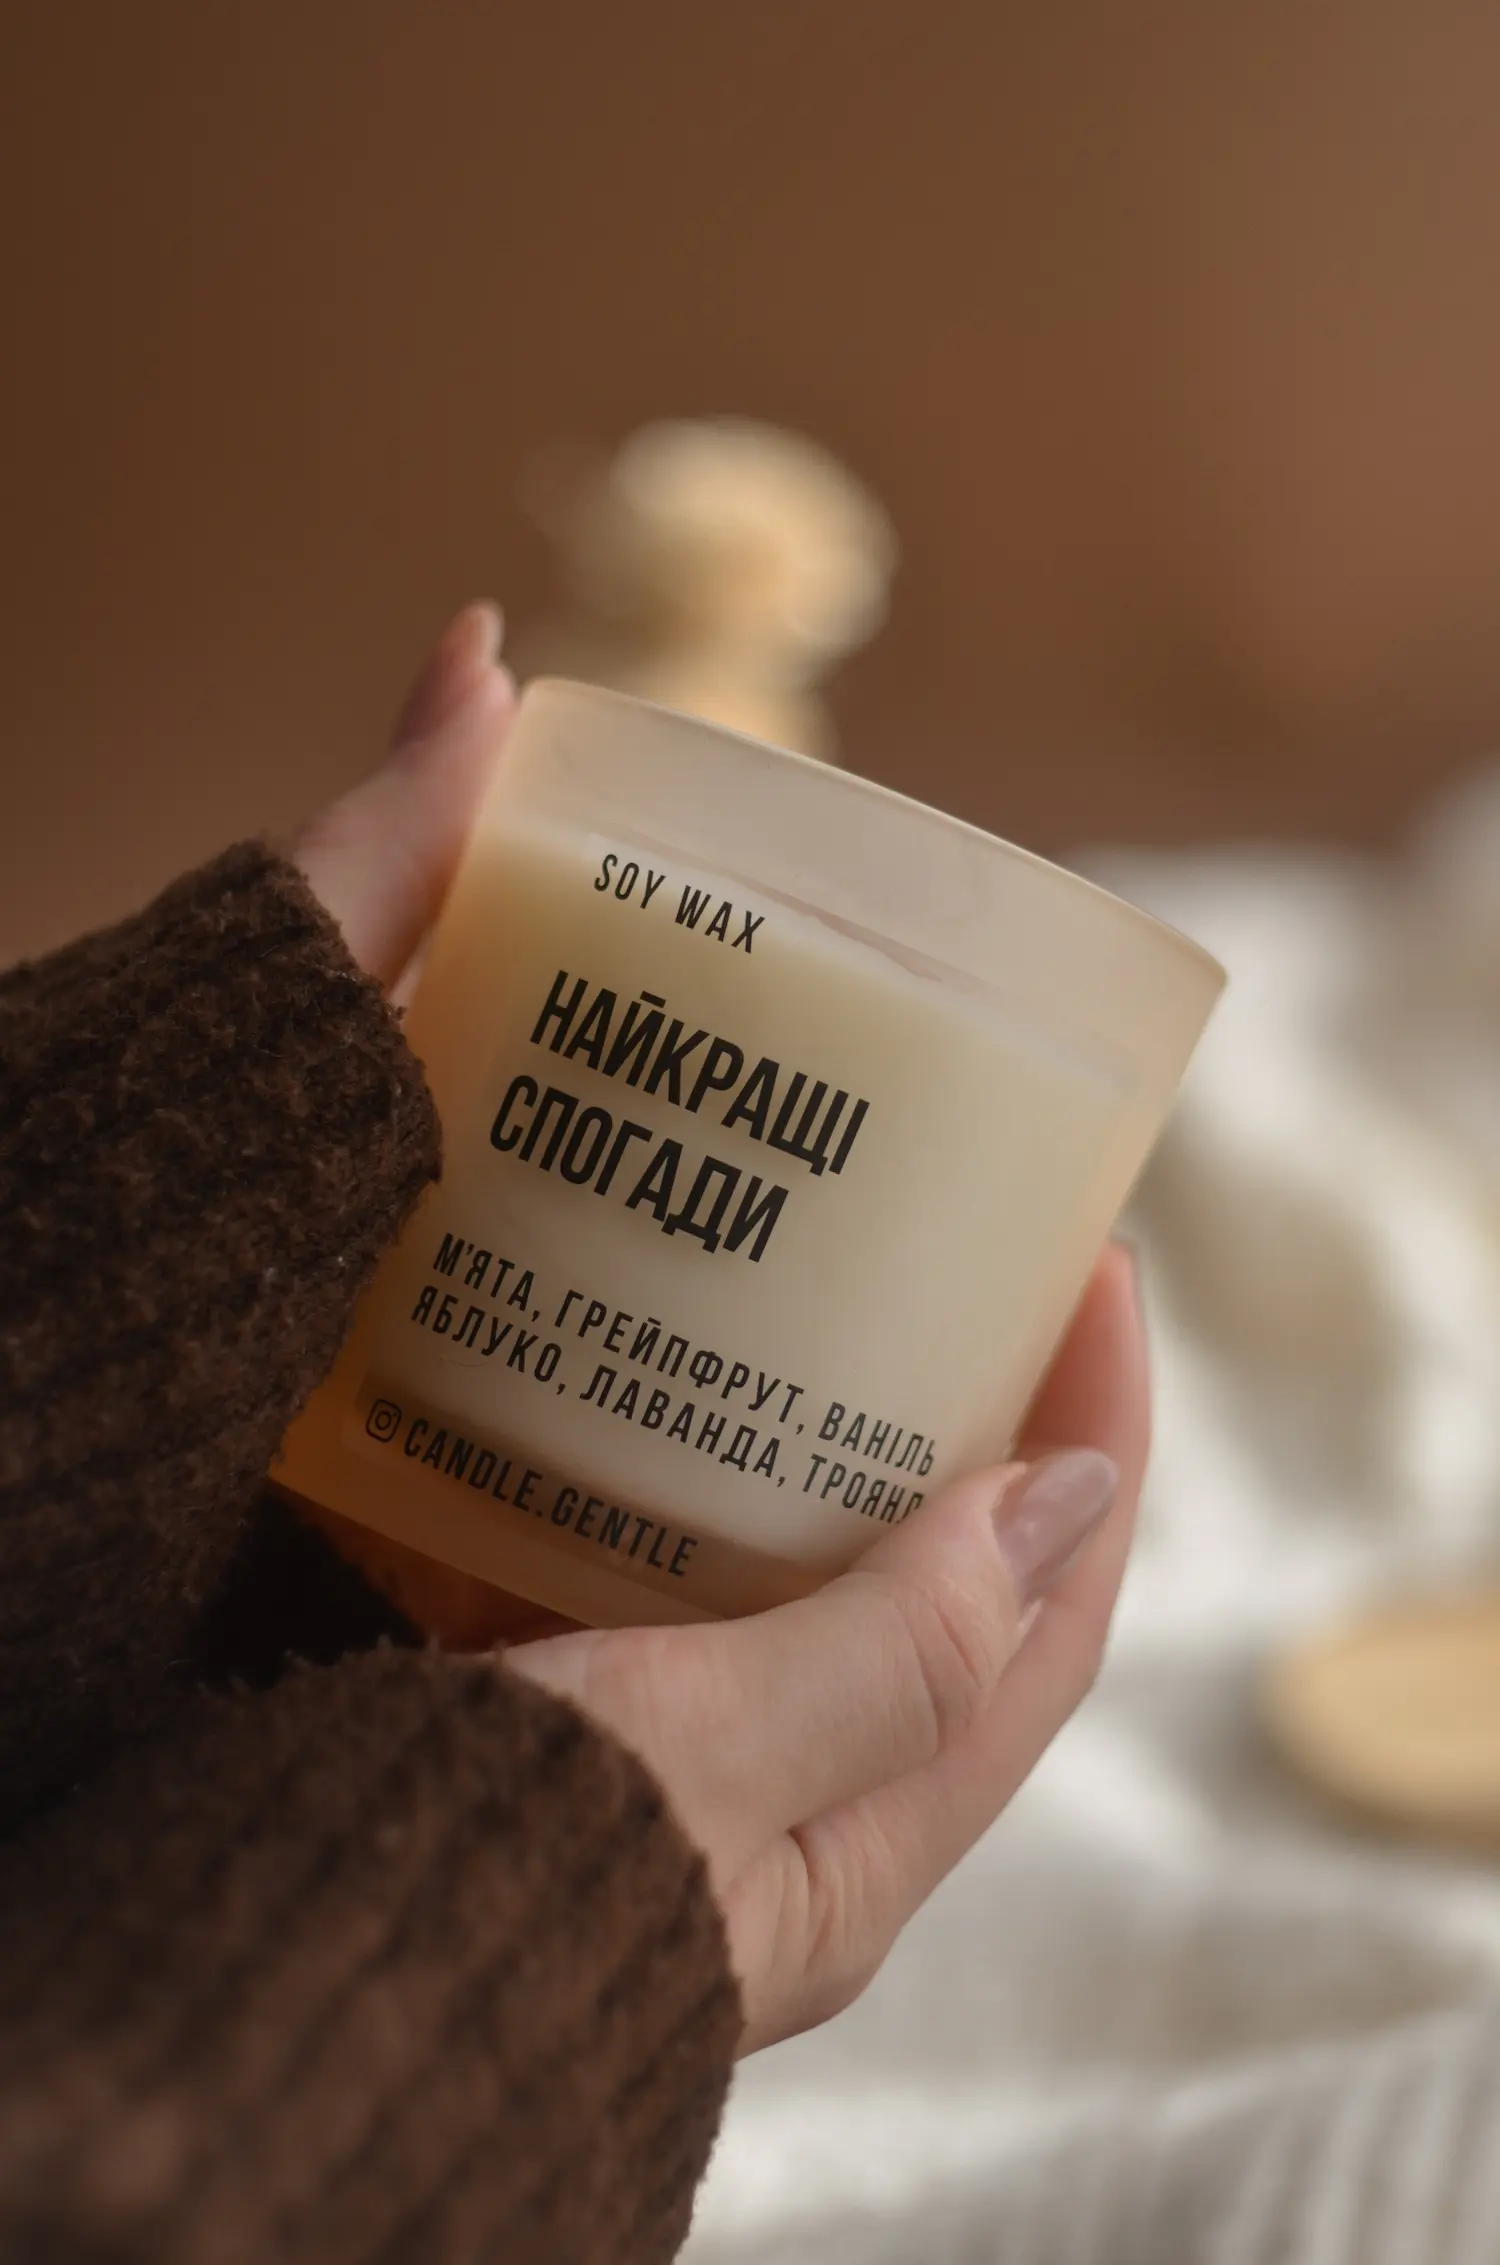 SOY WAX
НАЙКРАЩІ
СПОГАДИ
М'ЯТА, ГРЕЙПФРУТ, ВАНІЛЬ
ЯБЛУКО, ЛАВАНДА,
CANDLE.GENTLE